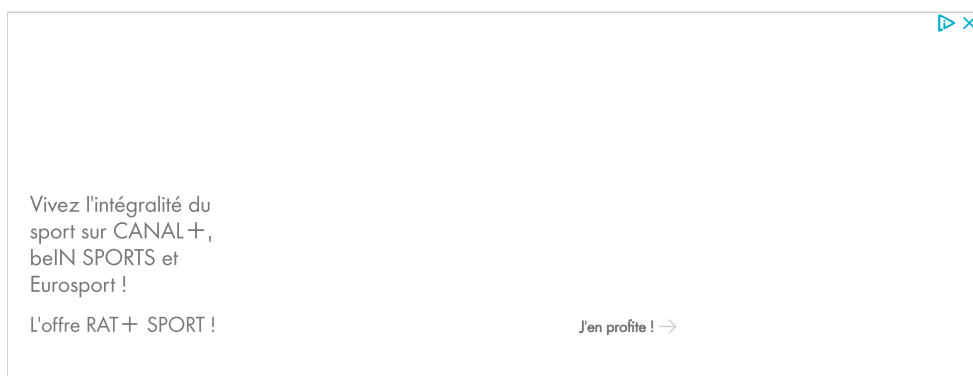 Vivez l'intégralité du
sport sur CANAL+,
beIN SPORTS et
Eurosport !
L'offre RAT+ SPORT !
J'en profite !